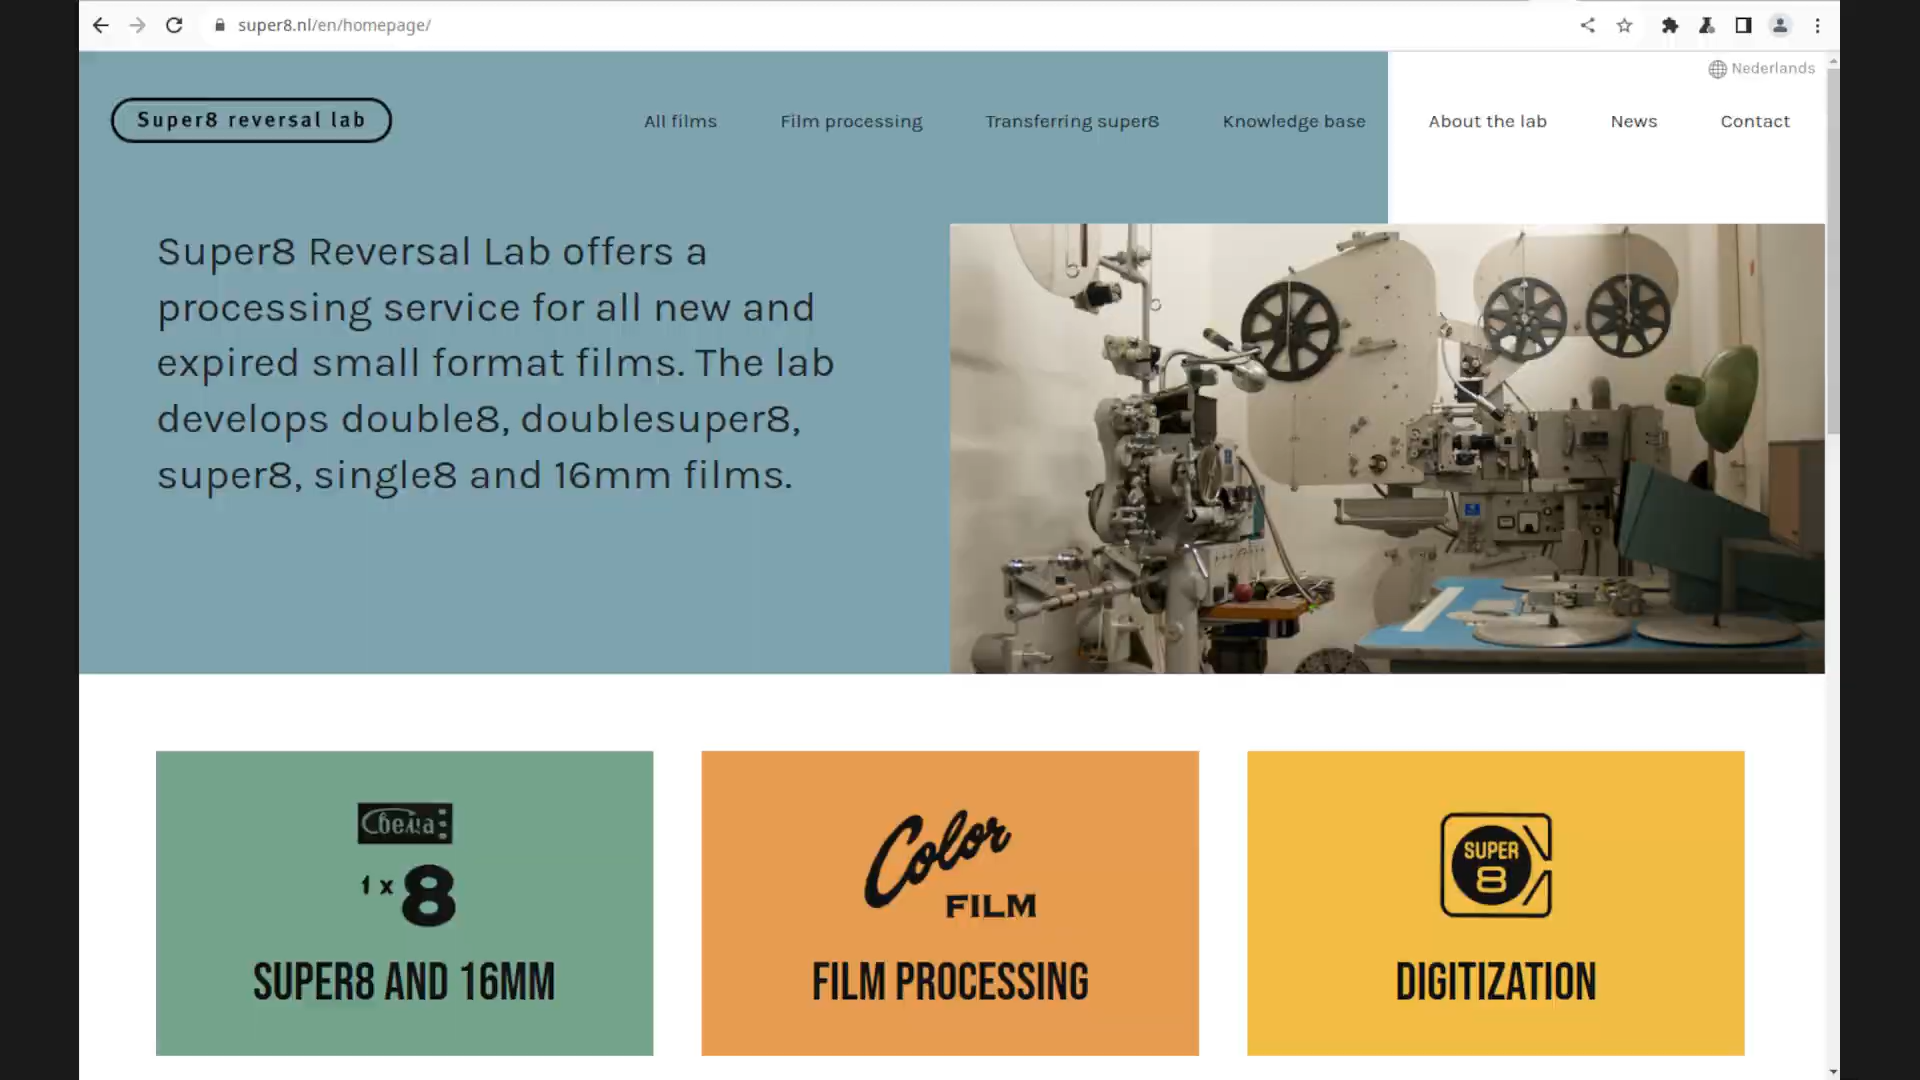 super8.nl/en/homepage/
Nederlands
Super8 reversal lab
All films
Film processing
Transferring super8
Knowledge base
About the lab
News
Contact
Super8 Reversal Lab offers a
processing service for all new and
expired small format films. The lab
develops double8, doublesuper8,
super8, single8 and 16mm films.
Свема
1 x 8
SUPER8 AND 16MM
Color
FILM
FILM PROCESSING
SUPER
8
DIGITIZATION